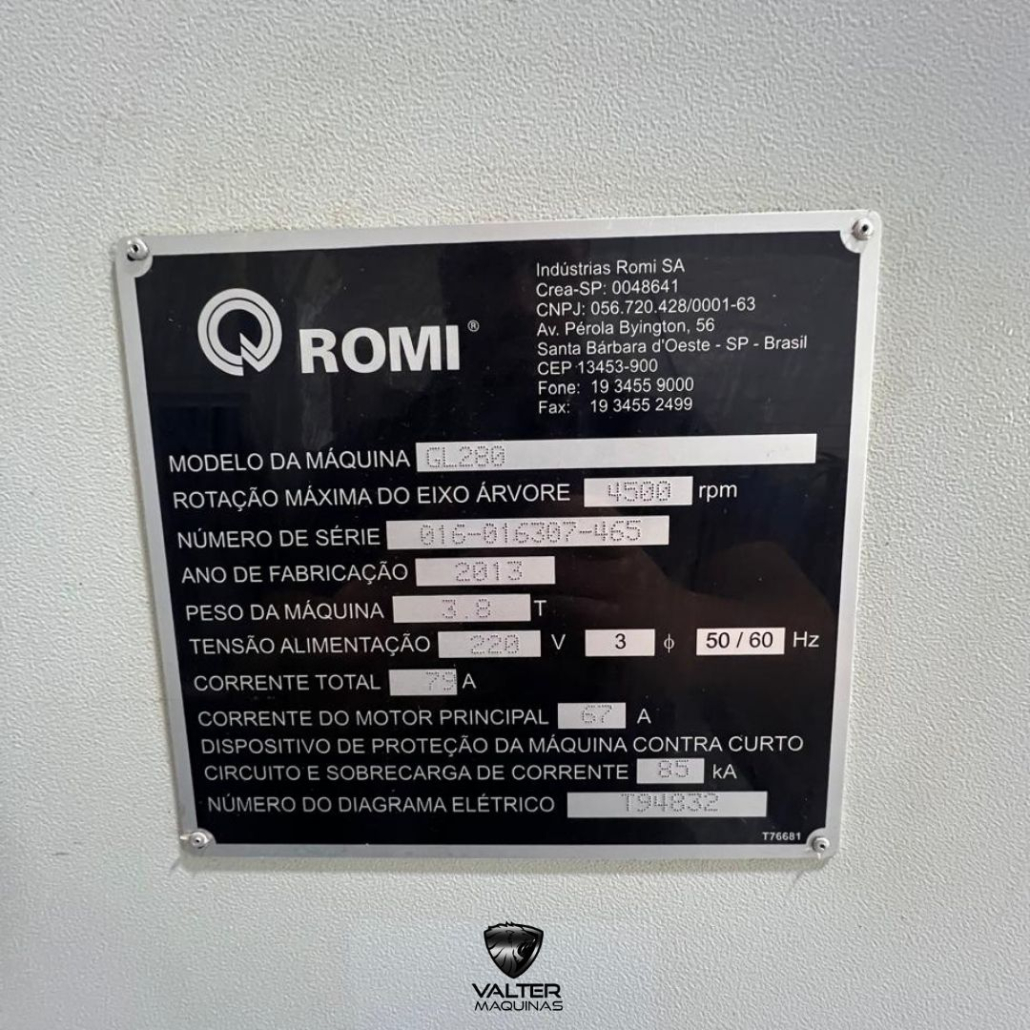 ROMI®
Indústrias Romi SA
Crea-SP: 0048641
CNPJ: 056.720.428/0001-63
Av. Pérola Byington, 56
Santa Bárbara d'Oeste - SP - Brasil
CEP 13453-900
Fone: 19 3455 9000
Fax: 19 3455 2499
MODELO DA MÁQUINA GL280
ROTAÇÃO MÁXIMA DO EIXO ÁRVORE 4500 rpm
NÚMERO DE SÉRIE 016-016307-465
ANO DE FABRICAÇÃO 2013
PESO DA MÁQUINA 3.8 T
TENSÃO ALIMENTAÇÃO 220 V 3 ϕ 50 / 60 Hz
CORRENTE TOTAL 79 A
CORRENTE DO MOTOR PRINCIPAL 67 A
DISPOSITIVO DE PROTEÇÃO DA MÁQUINA CONTRA CURTO
CIRCUITO E SOBRECARGA DE CORRENTE 85 kA
NÚMERO DO DIAGRAMA ELÉTRICO T94832
T76681
VALTER
MAQUINAS